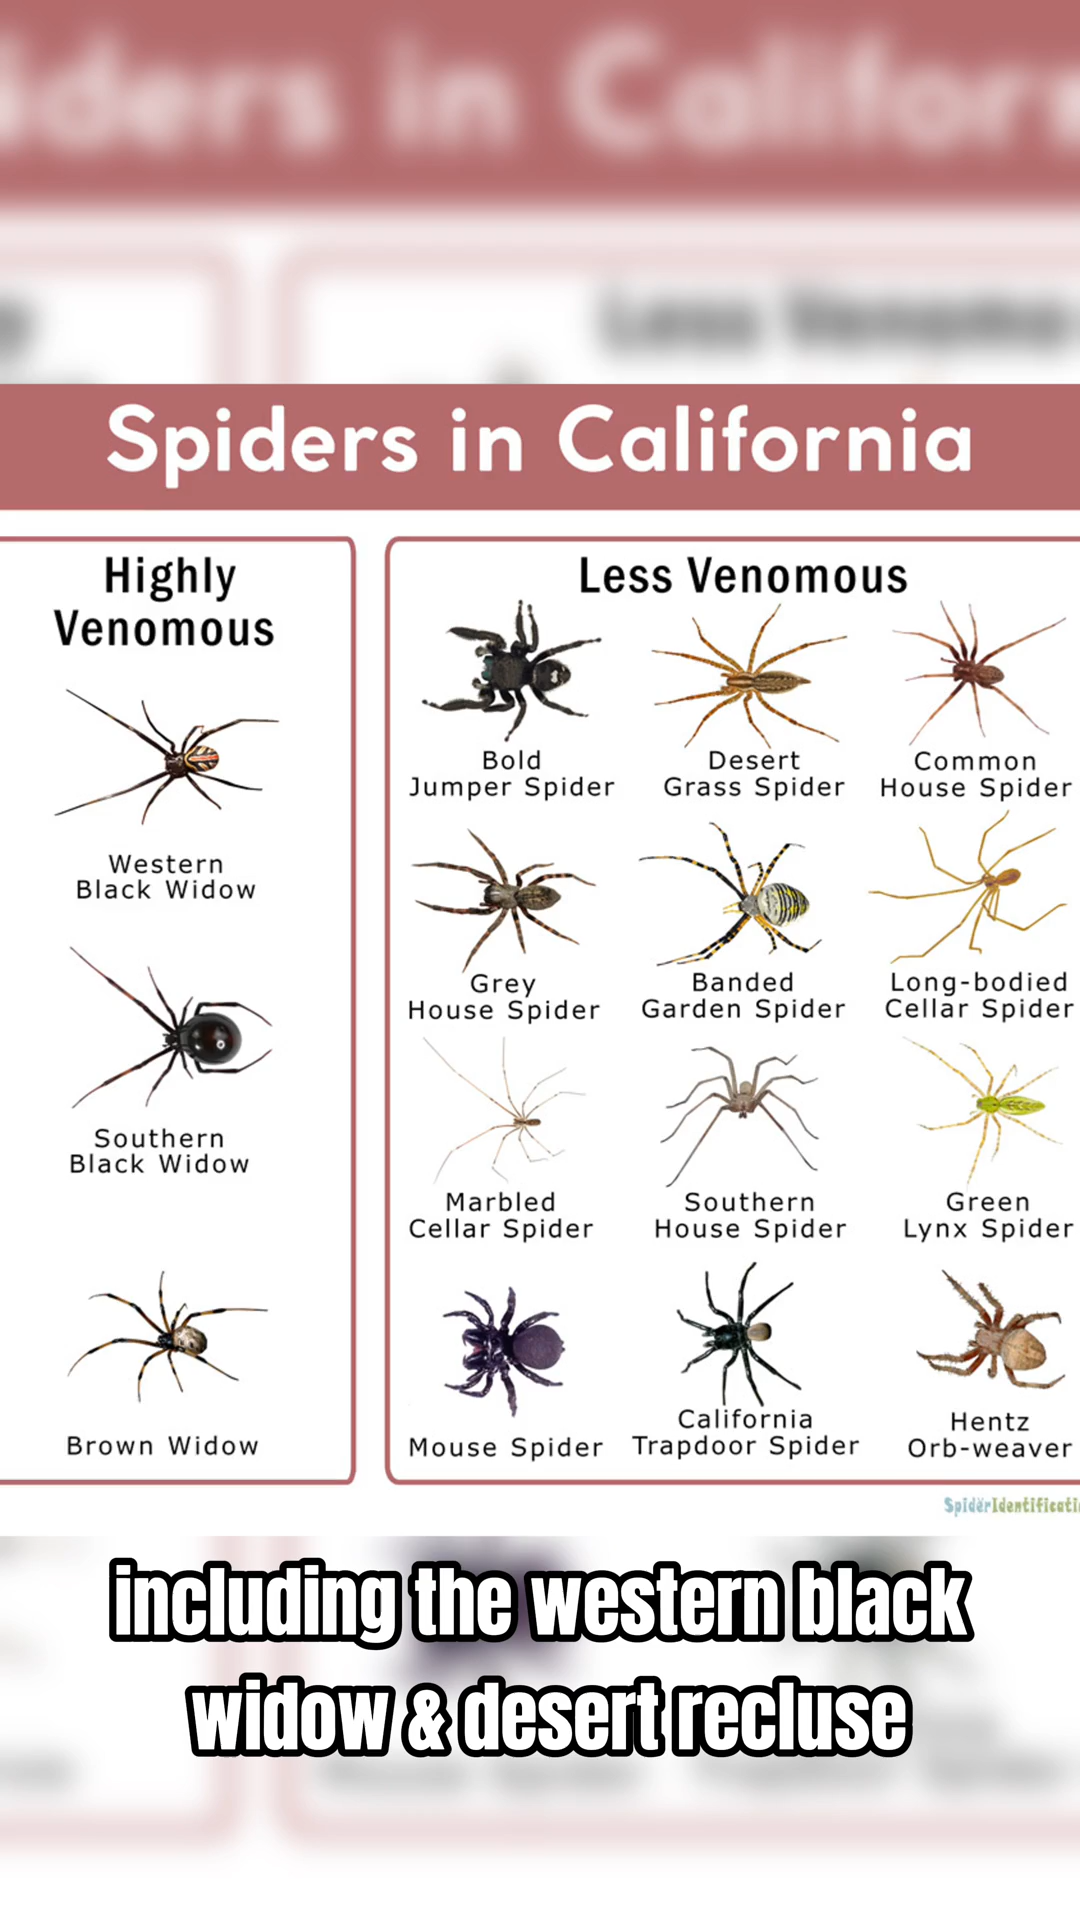 Spiders in California
Highly
Venomous
Western
Black Widow
Southern
Black Widow
Brown Widow
Less Venomous
Bold
Jumper Spider
Desert
Grass Spider
Common
House Spider
Grey
House Spider
Banded
Garden Spider
Long-bodied
Cellar Spider
Marbled
Cellar Spider
Southern
House Spider
Green
Lynx Spider
Mouse Spider
California
Trapdoor Spider
Hentz
Orb-weaver
including the western black
widow & desert recluse